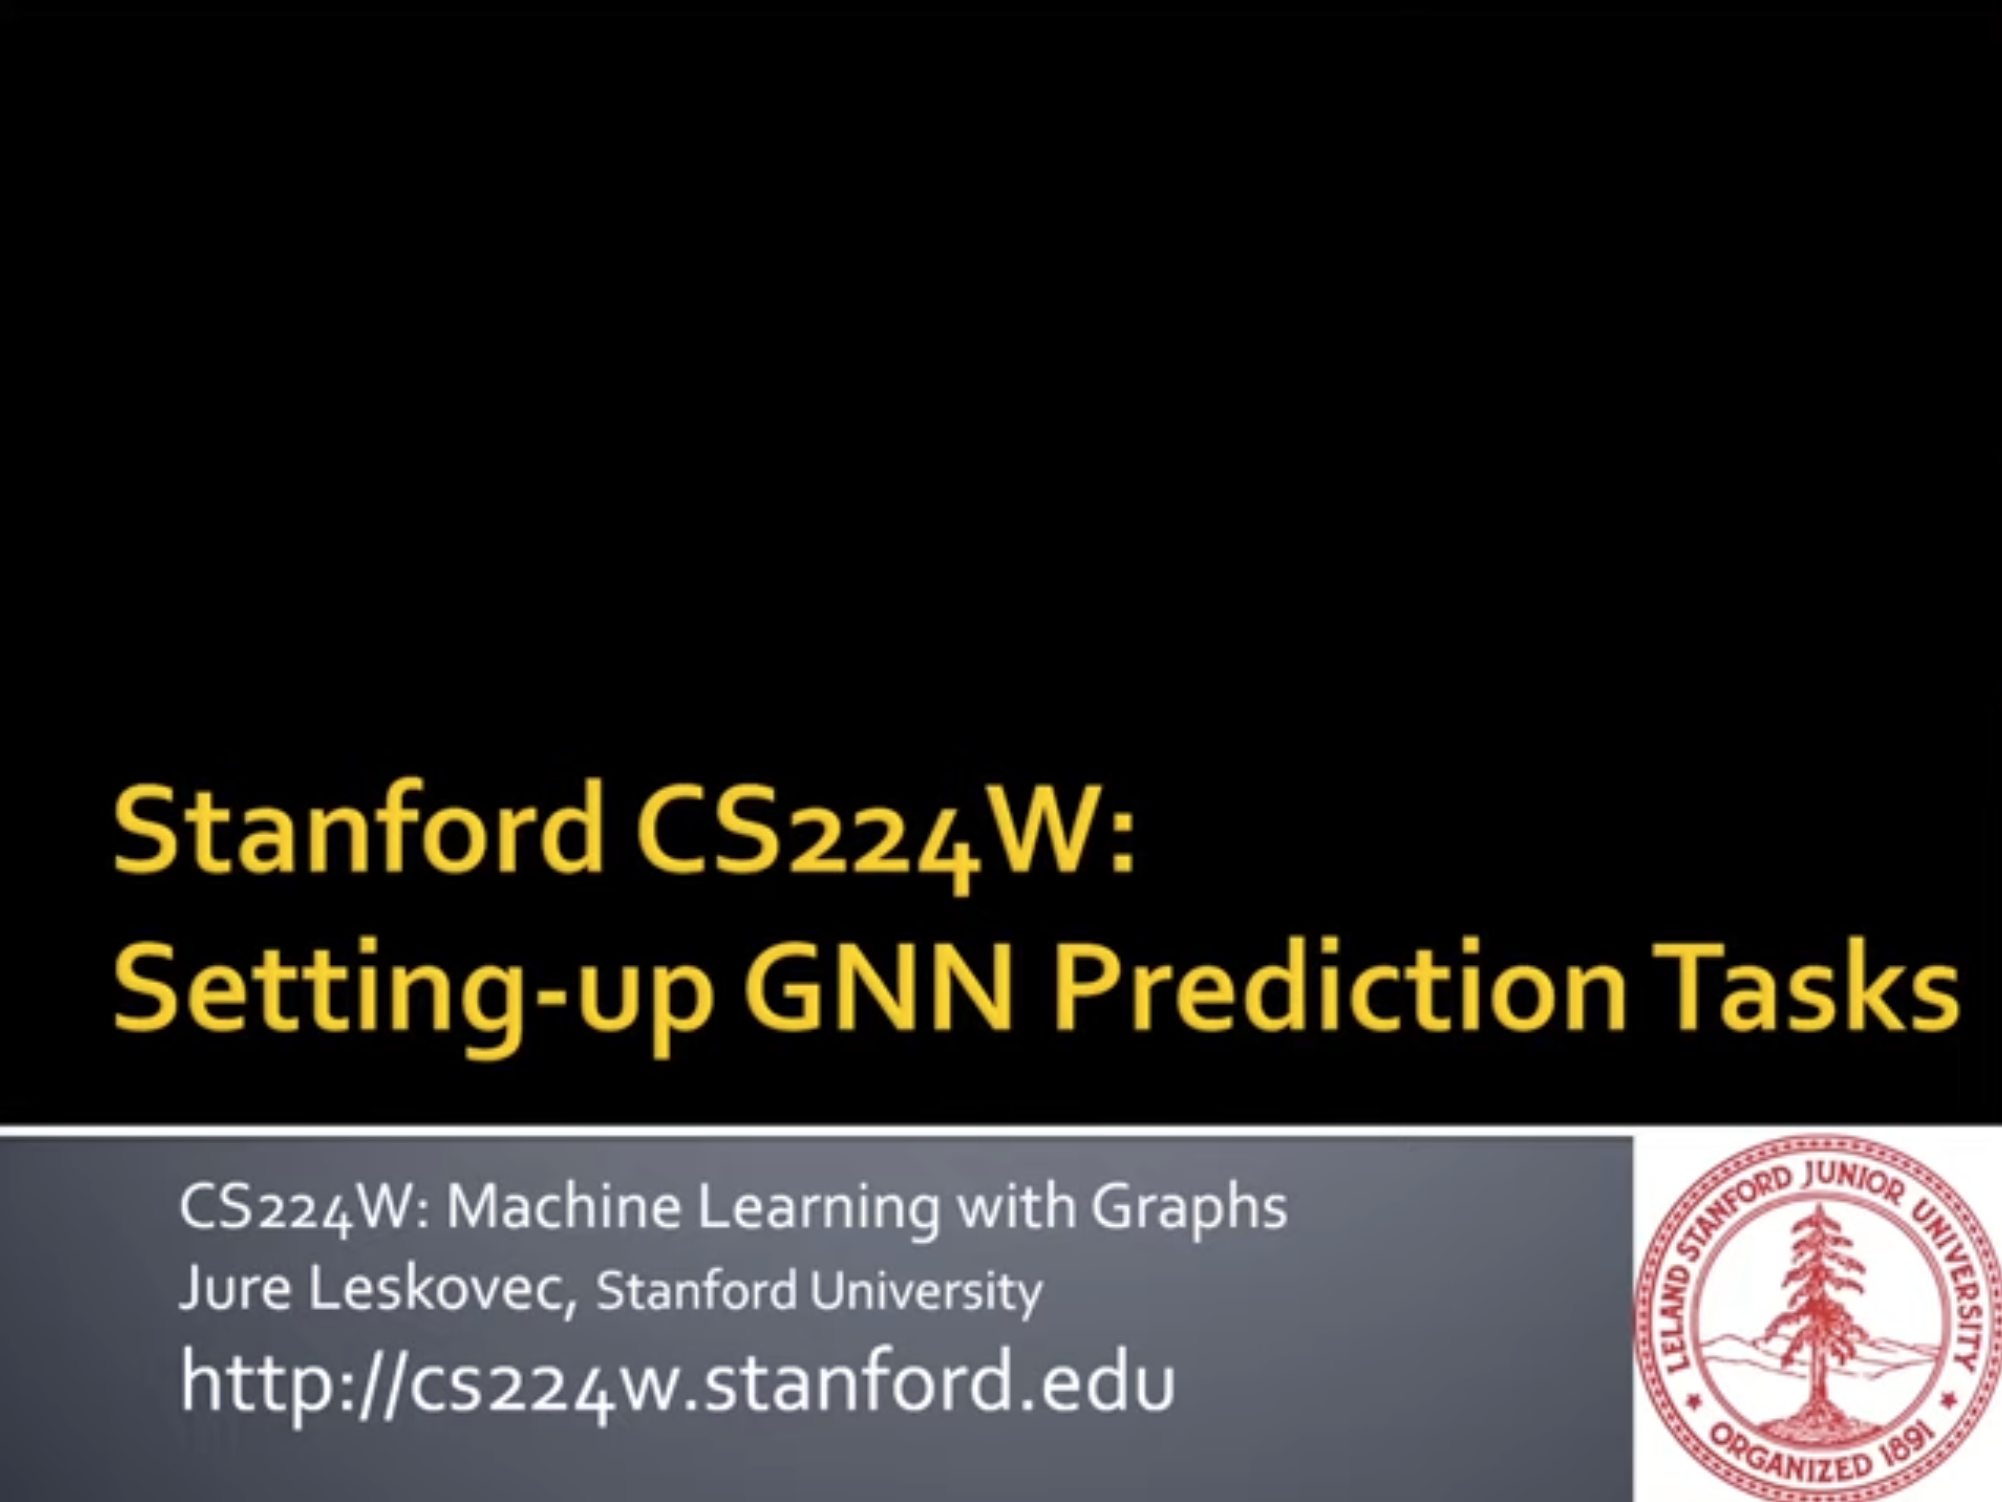 Stanford CS224W:
Setting-up GNN Prediction Tasks
CS224W: Machine Learning with Graphs
Jure Leskovec, Stanford University
http://cs224w.stanford.edu
LELAND STANFORD JUNIOR UNIVERSITY
ORGANIZED 1891